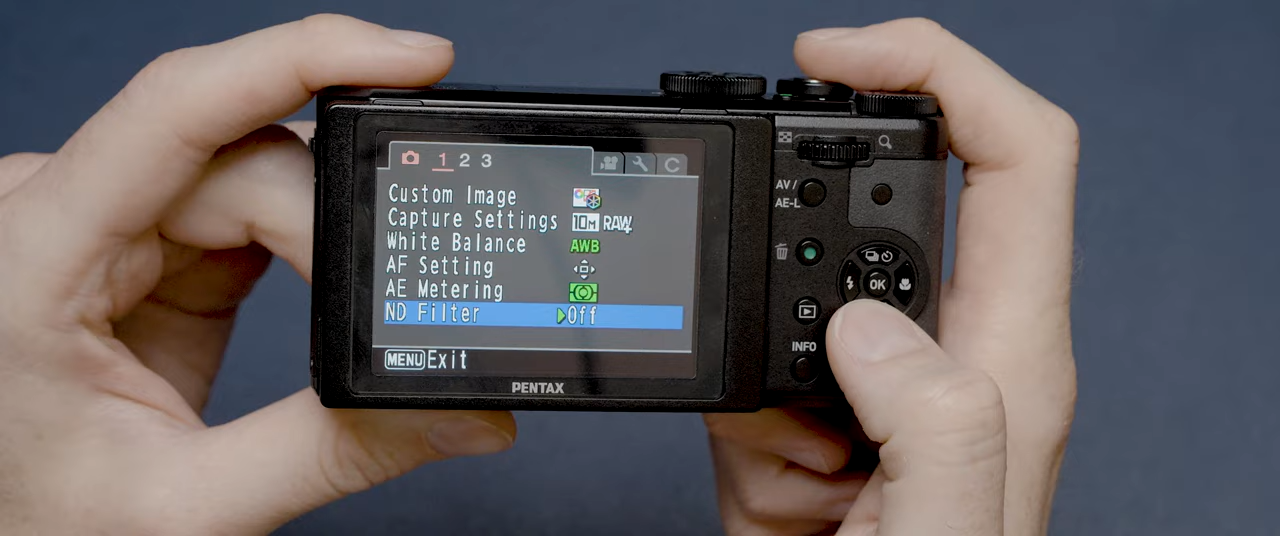 1 2 3
Custom Image
Capture Settings 10M RAW+
White Balance AWB
AF Setting
AE Metering
ND Filter Off
MENU Exit
PENTAX
AV /
AE-L
OK
INFO